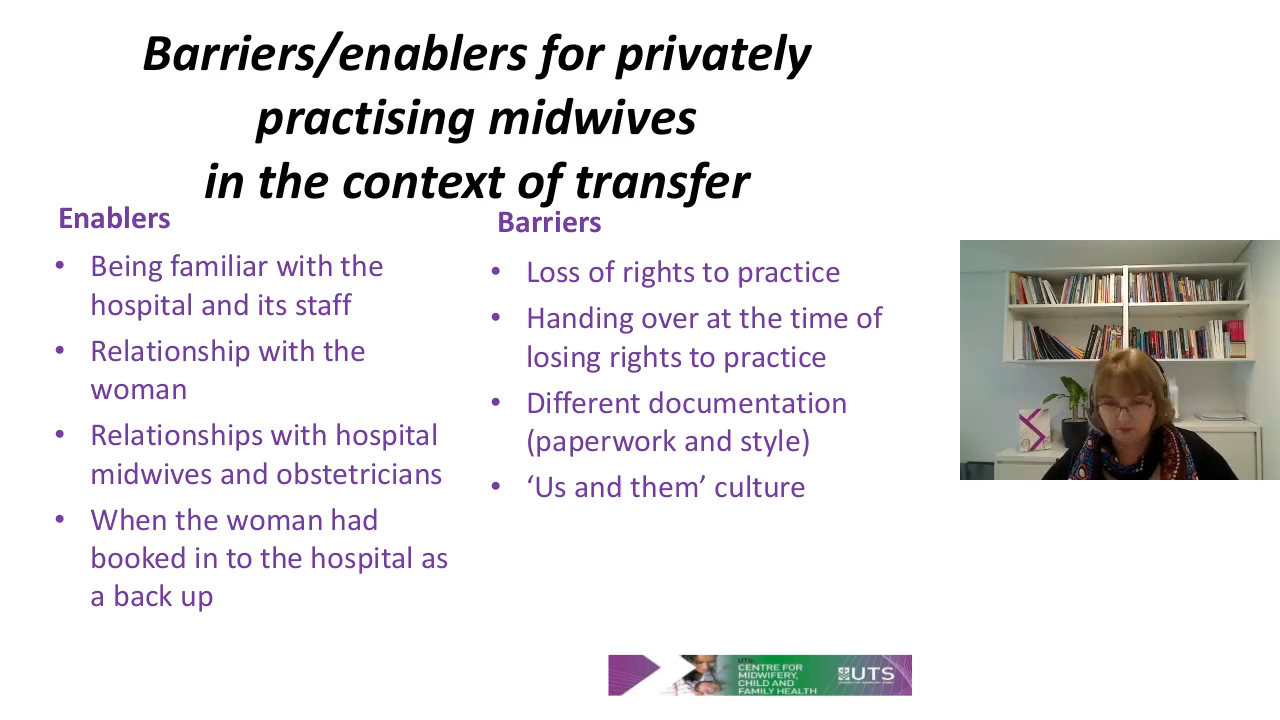 Barriers/enablers for privately
practising midwives
in the context of transfer
Enablers
• Being familiar with the
hospital and its staff
• Relationship with the
woman
• Relationships with hospital
midwives and obstetricians
• When the woman had
booked in to the hospital as
a back up
Barriers
• Loss of rights to practice
• Handing over at the time of
losing rights to practice
• Different documentation
(paperwork and style)
• ‘Us and them’ culture
UTS:
CENTRE FOR
MIDWIFERY,
CHILD AND
FAMILY HEALTH
UTS